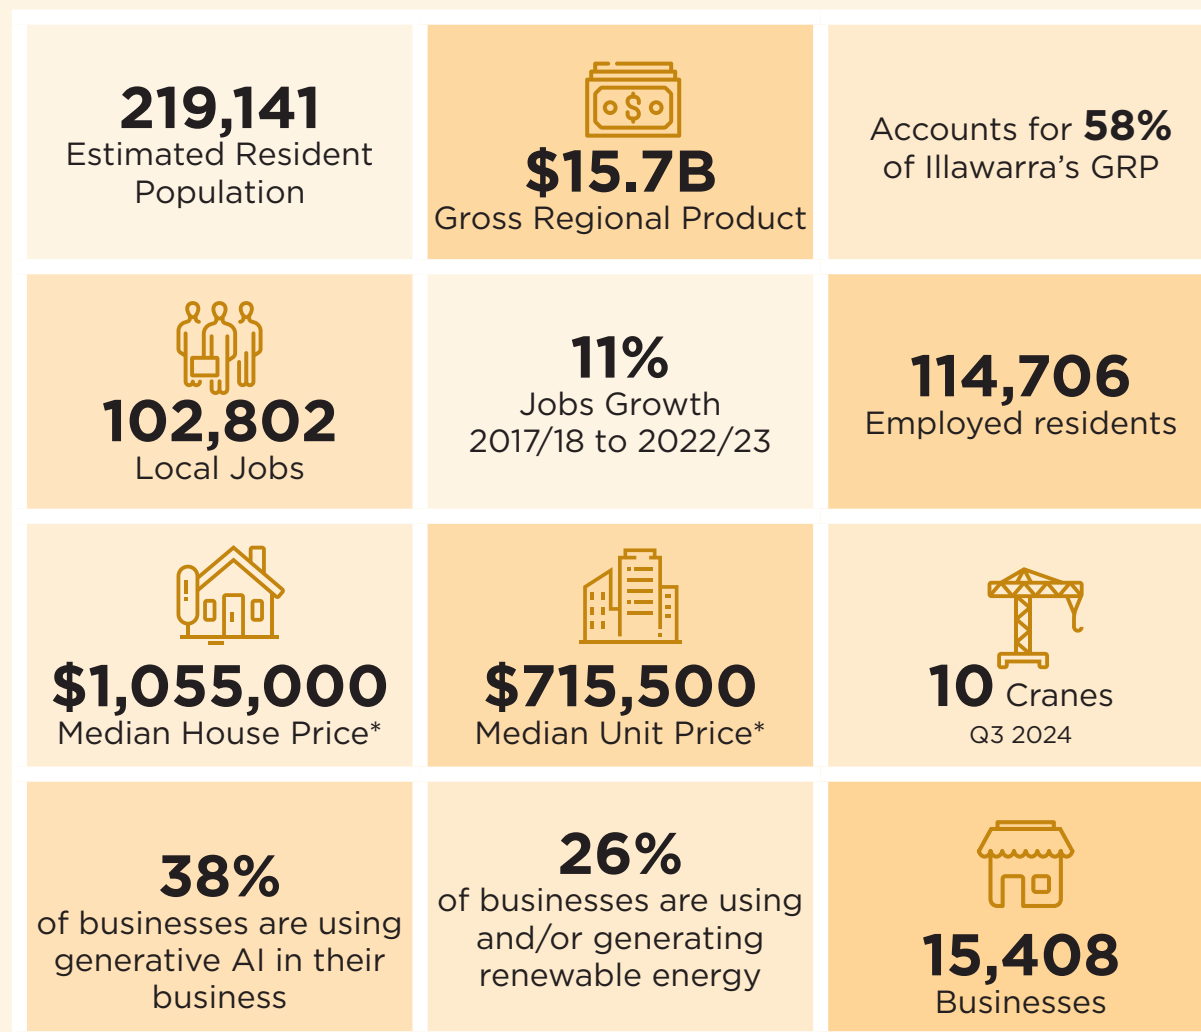 219,141
Estimated Resident
Population
$15.7B
Gross Regional Product
Accounts for 58%
of Illawarra’s GRP
102,802
Local Jobs
11%
Jobs Growth
2017/18 to 2022/23
114,706
Employed residents
$1,055,000
Median House Price*
$715,500
Median Unit Price*
10 Cranes
Q3 2024
38%
of businesses are using
generative AI in their
business
26%
of businesses are using
and/or generating
renewable energy
15,408
Businesses